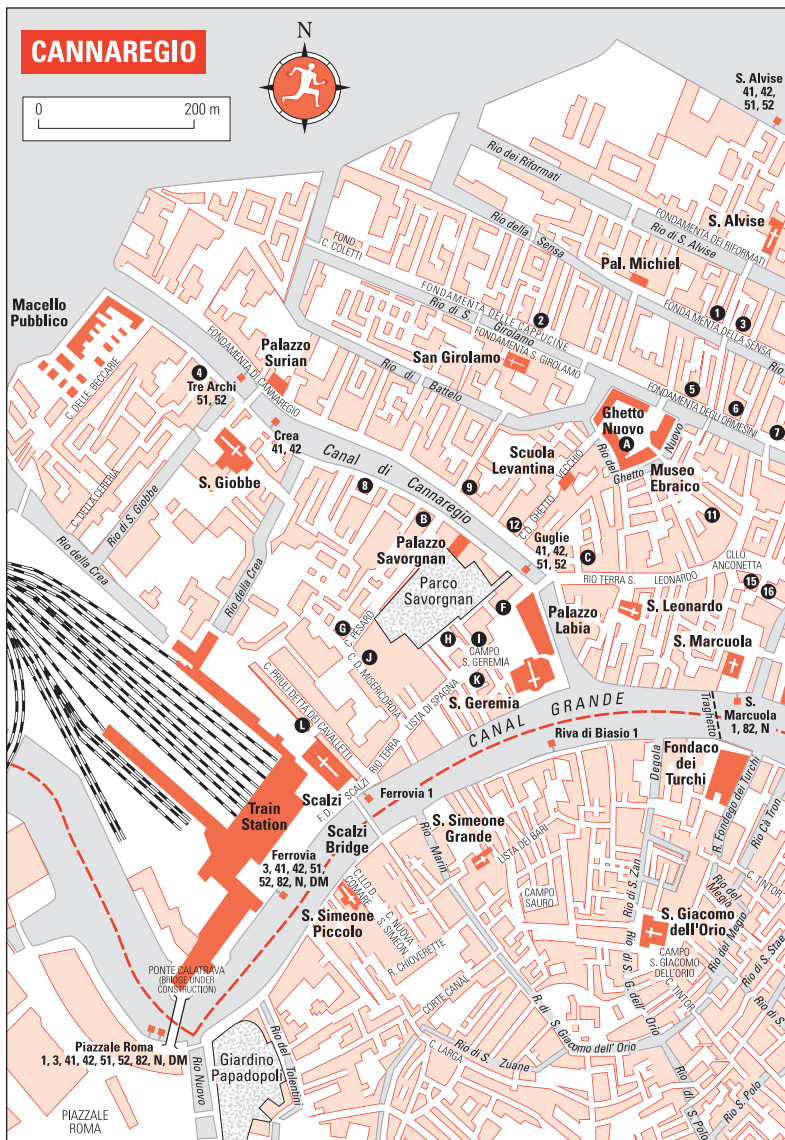 CANNAREGIO
N
0
200 m
S. Alvise
41, 42,
51, 52
Rio dei Riformati
FONDAMENTA DEI RIFORMATI
Rio di S. Alvise
S. Alvise
Rio della Sensa
Pal. Michiel
FOND.
C. COLETTI
1
3
FONDAMENTA DELLA SENSA
Rio
FONDAMENTA DELLE CAPPUCINE
Rio di S. Girolamo
2
FONDAMENTA S. GIROLAMO
San Girolamo
Macello
Pubblico
FONDAMENTA DI CANNAREGIO
Palazzo
Surian
4
Tre Archi
51, 52
C. DELLE BECCARIE
Rio di Battelo
5
6
7
FONDAMENTA DEGLI ORMESINI
Ghetto
Nuovo
A
Rio del Ghetto Nuovo
Museo
Ebraico
Scuola
Levantina
C.D. GHETTO VECCHIO
Crea
41, 42
S. Giobbe
Canal di Cannaregio
C. DELLA CERERIA
Rio di S. Giobbe
8
9
B
12
11
Guglie
41, 42,
51, 52
C
Palazzo
Savorgnan
Parco
Savorgnan
RIO TERRA S. LEONARDO
CLLO.
ANCONETTA
15
16
Rio della Crea
Rio della Crea
F
Palazzo
Labia
S. Leonardo
G
C. PESARO
H
I
J
CAMPO
S. GEREMIA
K
S. Geremia
S. Marcuola
C. D. MISERICORDIA
LISTA DI SPAGNA
C. PRIULI DETTA DEI CAVALLETTI
L
RIO TERRA
SCALZI
F. D.
Scalzi
CANAL GRANDE
Traghetto
S.
Marcuola
1, 82, N
Riva di Biasio 1
Fondaco
dei
Turchi
Degola
R. Fondego dei Turchi
Rio Cà Tron
Train
Station
Ferrovia 1
Scalzi
Bridge
Ferrovia
3, 41, 42, 51,
52, 82, N, DM
S. Simeone
Grande
Rio Marin
LISTA DEI BARI
CAMPO
SAURO
Rio di S. Zan
C. TINTOR
Rio del
Megio
Rio del Megio
CLLO. D.
COMARE
S. Simeone
Piccolo
C. NUOVA
S. SIMEON
R. CHIOVERETTE
S. Giacomo
dell'Orio
CAMPO
S. GIACOMO
DELL'ORIO
C. TINTOR
Rio di S. Stae
Rio di S. G. dell' Orio
PONTE CALATRAVA
(BRIDGE UNDER
CONSTRUCTION)
CORTE CANAL
R. di S. Giacomo dell' Orio
C. LARGA
Rio di S. Zuane
Piazzale Roma
1, 3, 41, 42, 51, 52, 82, N, DM
Rio Nuovo
Giardino
Papadopoli
Rio dei Tolentini
PIAZZALE
ROMA
Rio di S. Polo
Rio di S. Polo